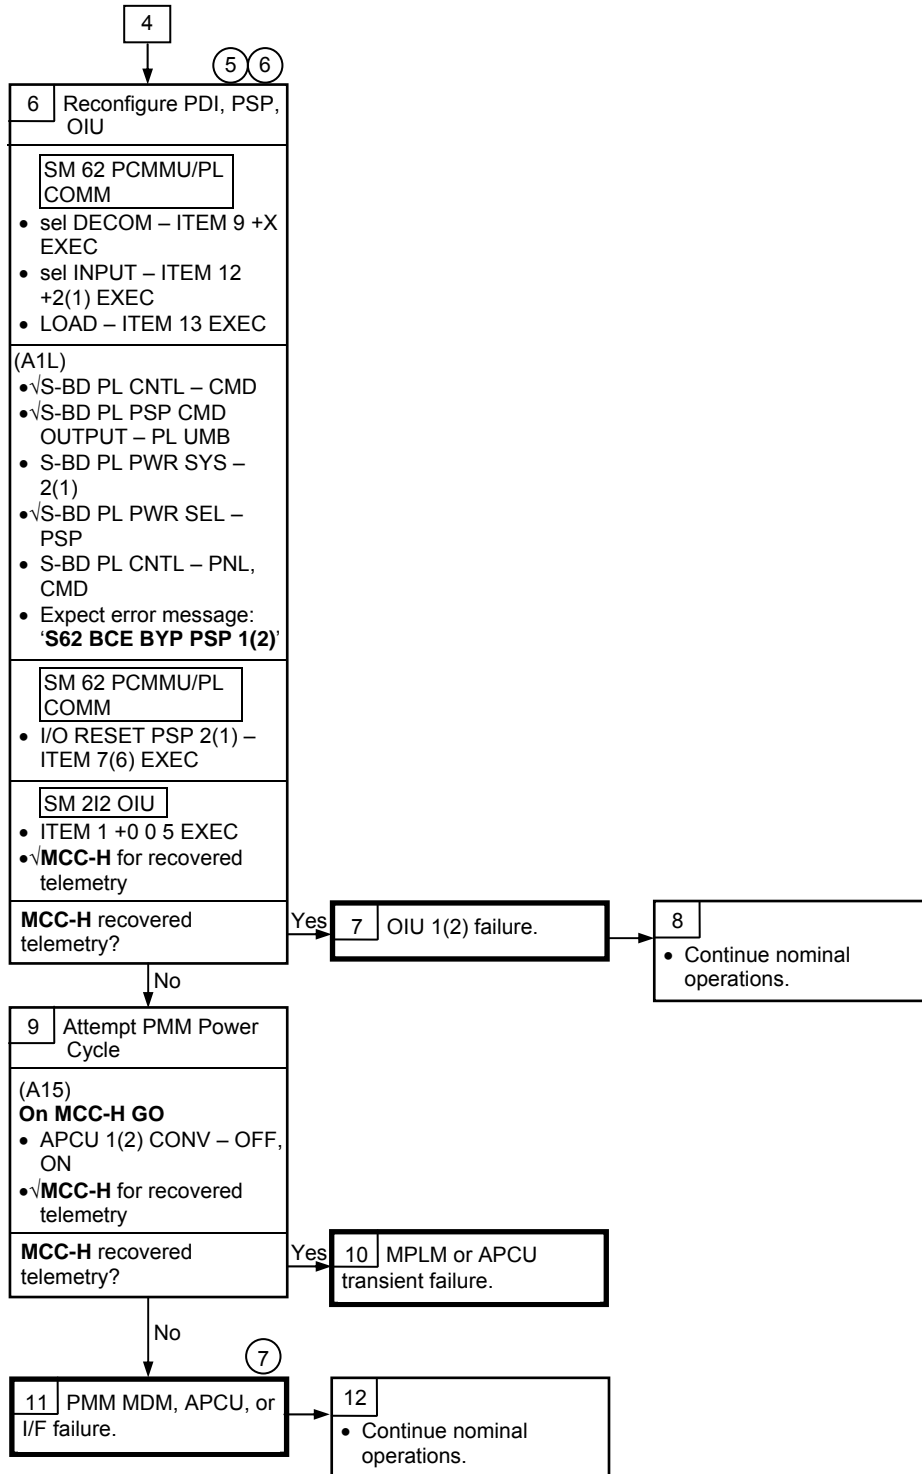 4
5 6
6 Reconfigure PDI, PSP,
OIU
SM 62 PCMMU/PL
COMM
• sel DECOM – ITEM 9 +X
EXEC
• sel INPUT – ITEM 12
+2(1) EXEC
• LOAD – ITEM 13 EXEC
(A1L)
•√S-BD PL CNTL – CMD
•√S-BD PL PSP CMD
OUTPUT – PL UMB
• S-BD PL PWR SYS –
2(1)
•√S-BD PL PWR SEL –
PSP
• S-BD PL CNTL – PNL,
CMD
• Expect error message:
‘S62 BCE BYP PSP 1(2)’
SM 62 PCMMU/PL
COMM
• I/O RESET PSP 2(1) –
ITEM 7(6) EXEC
SM 2I2 OIU
• ITEM 1 +0 0 5 EXEC
•√MCC-H for recovered
telemetry
MCC-H recovered
telemetry?
Yes
7 OIU 1(2) failure.
8
• Continue nominal
operations.
No
9 Attempt PMM Power
Cycle
(A15)
On MCC-H GO
• APCU 1(2) CONV – OFF,
ON
•√MCC-H for recovered
telemetry
MCC-H recovered
telemetry?
Yes
10 MPLM or APCU
transient failure.
No
7
11 PMM MDM, APCU, or
I/F failure.
12
• Continue nominal
operations.